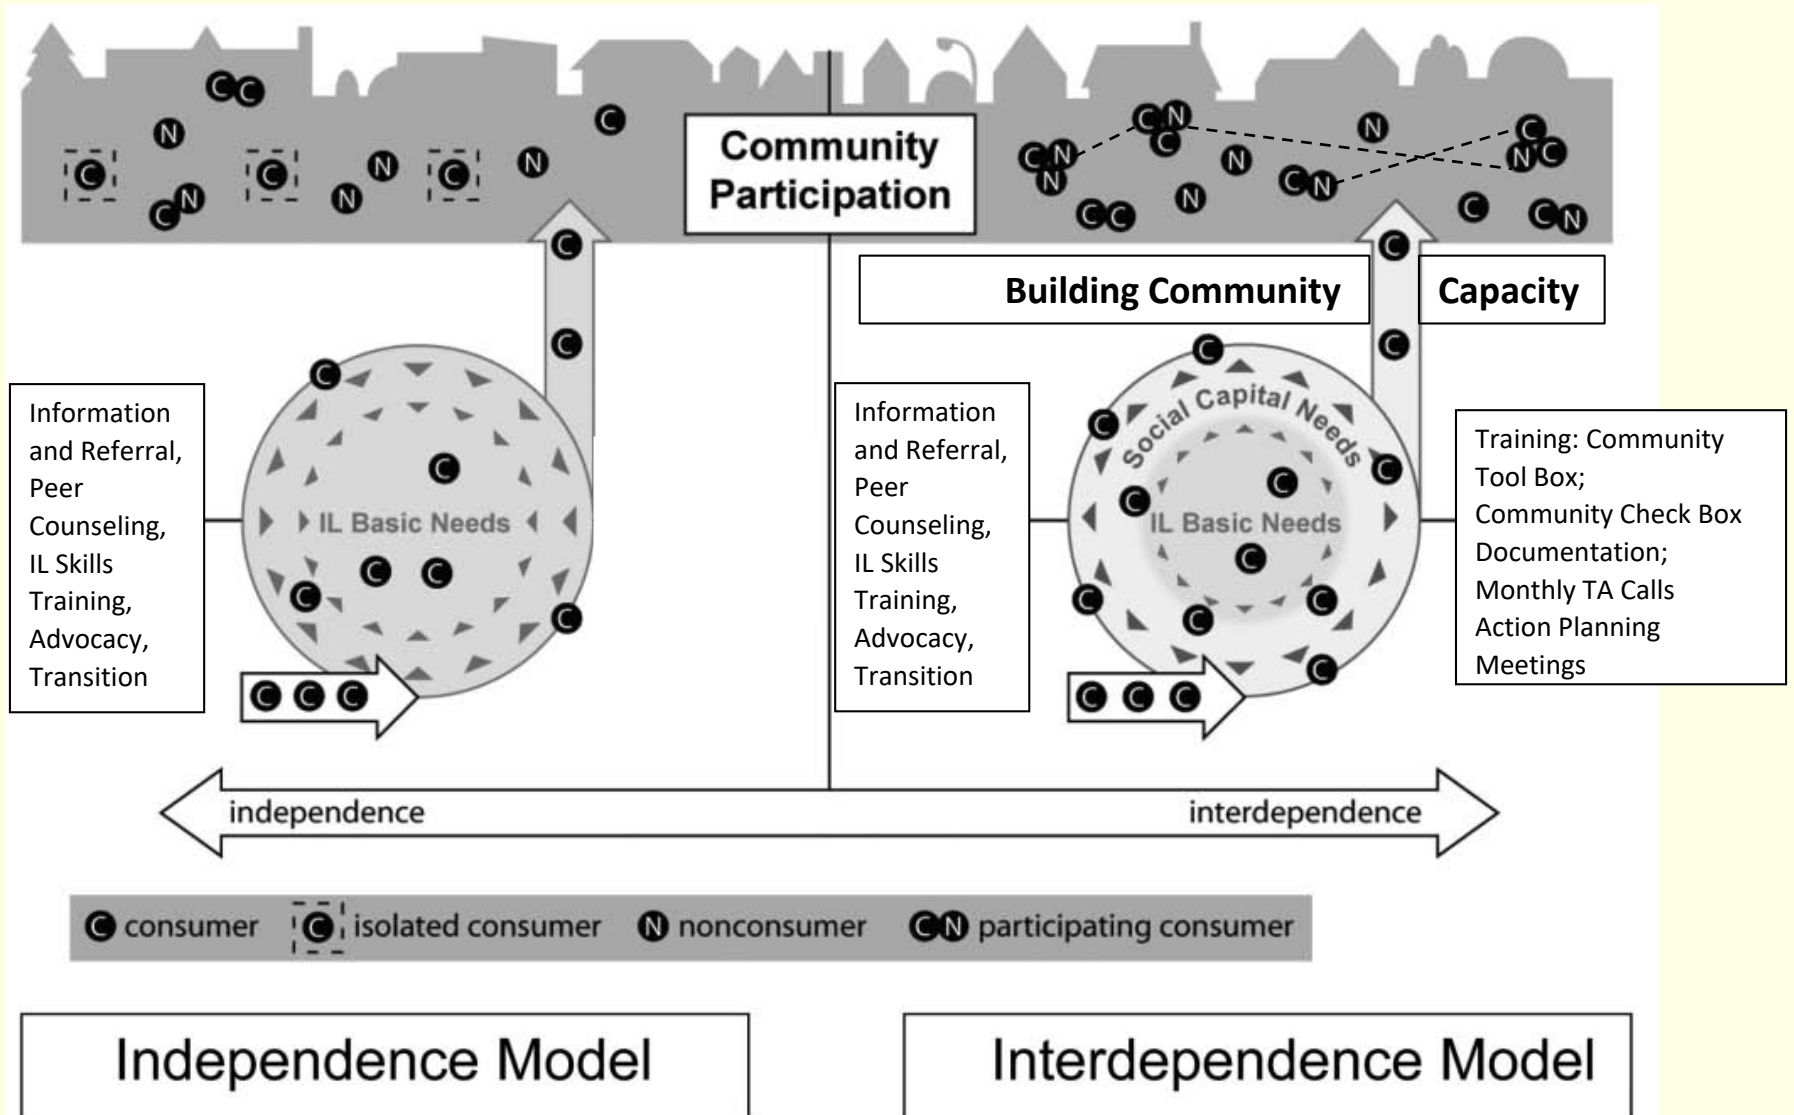 C C
N
C
C
C
N
C
N
N
C
N
C
C
Community
Participation
C N
C
C N
N
C C
N
N
N
C N
C
N C
C
C N
C
Building Community
Capacity
C
C
C
C
C
Information
and Referral,
Peer
Counseling,
IL Skills
Training,
Advocacy,
Transition
IL Basic Needs
C
C C
C
C
C C C
Information
and Referral,
Peer
Counseling,
IL Skills
Training,
Advocacy,
Transition
Social Capital Needs
IL Basic Needs
C
C
C
C
C
C
C
C
C
C
C C C
Training: Community
Tool Box;
Community Check Box
Documentation;
Monthly TA Calls
Action Planning
Meetings
independence
interdependence
C consumer
C isolated consumer
N nonconsumer
C N participating consumer
Independence Model
Interdependence Model